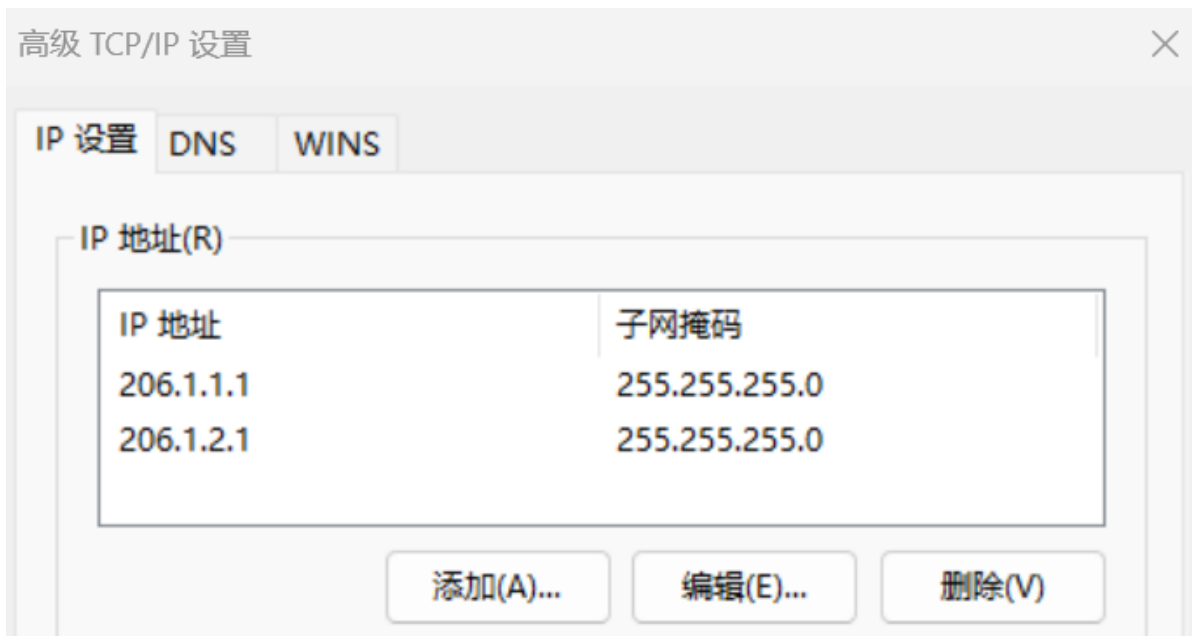 高级 TCP/IP 设置
IP 设置 DNS WINS
IP 地址(R)
IP 地址 子网掩码
206.1.1.1 255.255.255.0
206.1.2.1 255.255.255.0
添加(A)... 编辑(E)... 删除(V)